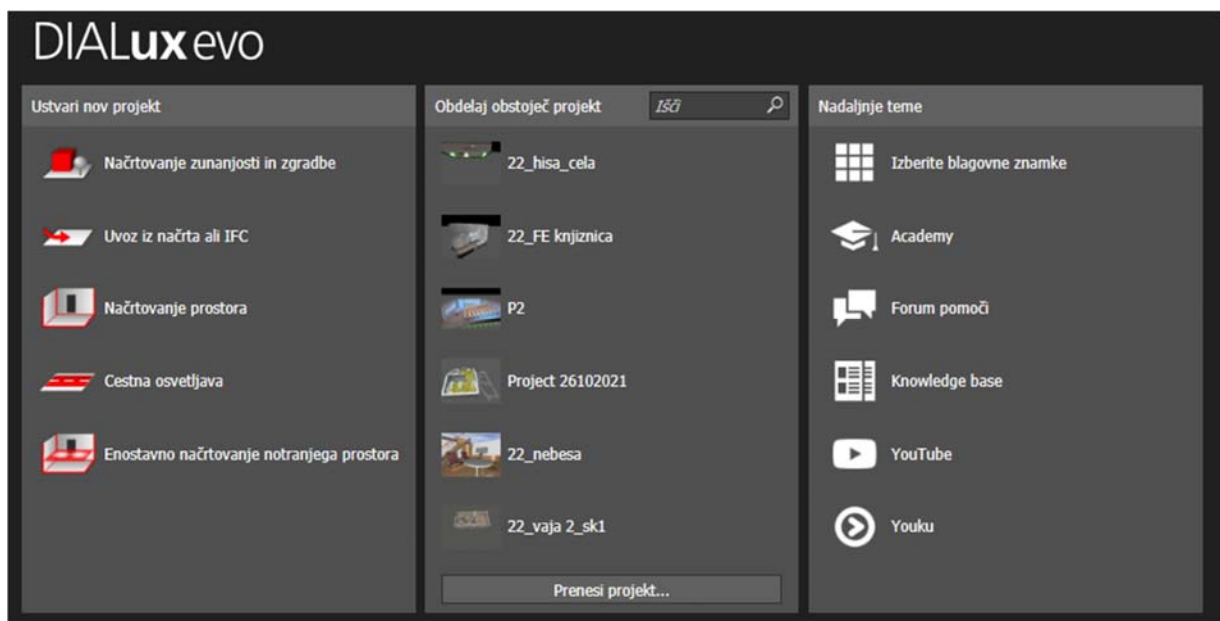 DIALux evo
Ustvari nov projekt
Načrtovanje zunanjosti in zgradbe
Uvoz iz načrta ali IFC
Načrtovanje prostora
Cestna osvetljava
Enostavno načrtovanje notranjega prostora
Obdelaj obstoječ projekt
Išči
22_hisa_cela
22_FE knjiznica
P2
Project 26102021
22_nebesa
22_vaja 2_sk1
Prenesi projekt...
Nadaljnje teme
Izberite blagovne znamke
Academy
Forum pomoči
Knowledge base
YouTube
Youku